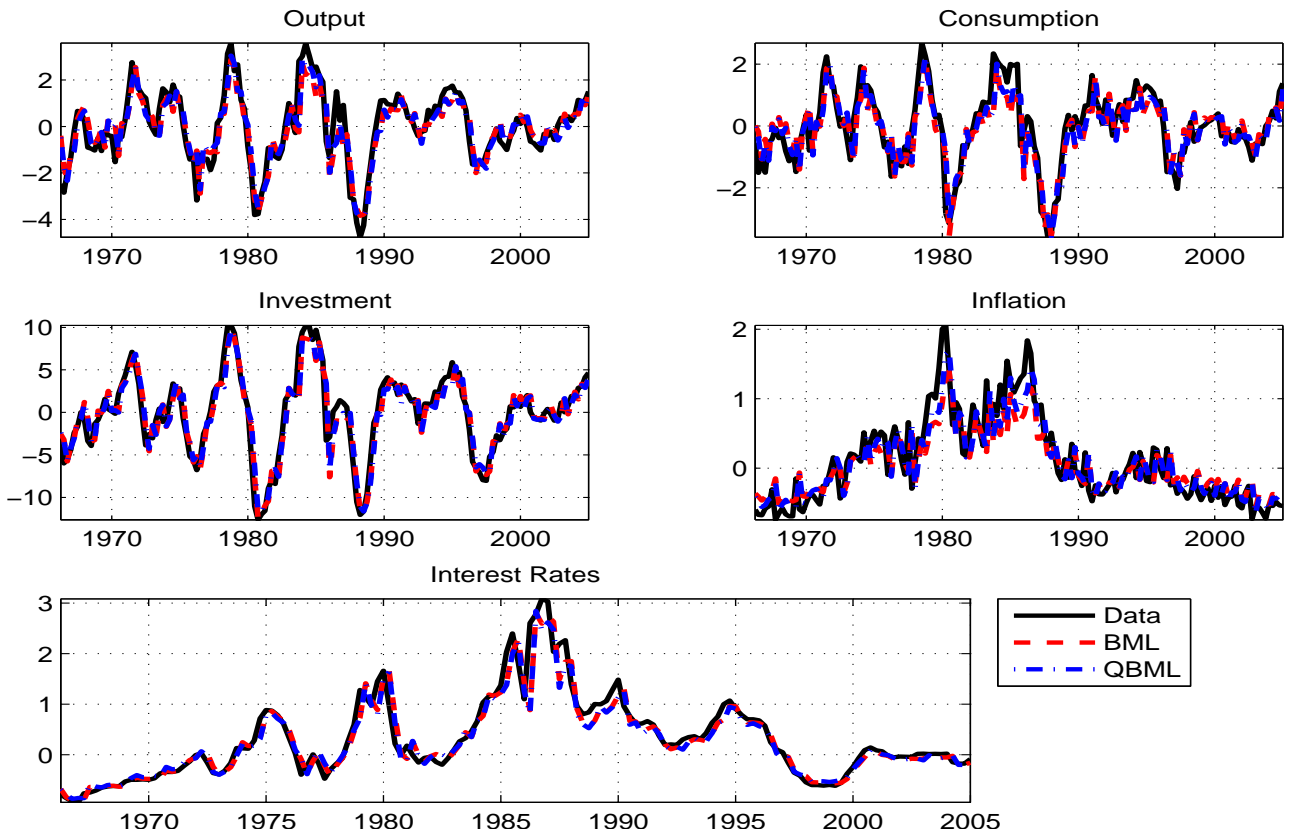 Output
2
0
−2
−4
1970 1980 1990 2000
Consumption
2
0
−2
1970 1980 1990 2000
Investment
10
5
0
−5
−10
1970 1980 1990 2000
Inflation
2
1
0
1970 1980 1990 2000
Interest Rates
3
2
1
0
1970 1975 1980 1985 1990 1995 2000 2005
Data
BML
QBML